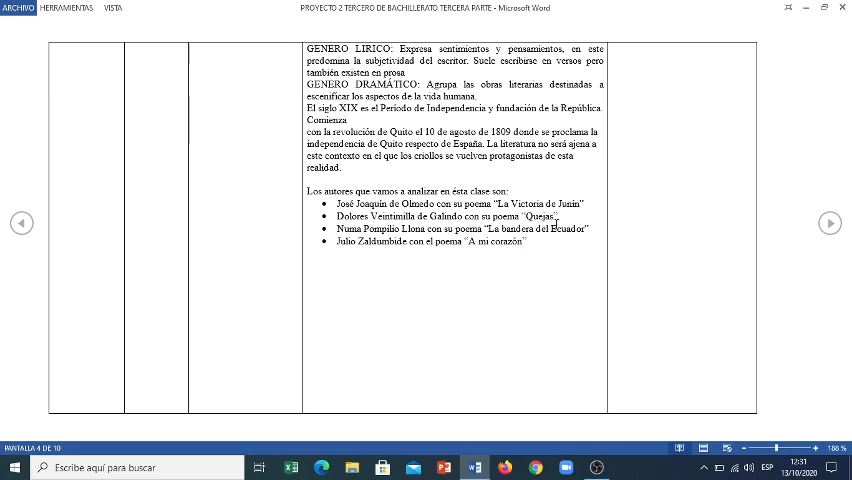 ARCHIVO HERRAMIENTAS VISTA PROYECTO 2 TERCERO DE BACHILLERATO TERCERA PARTE - Microsoft Word
GENERO LIRICO: Expresa sentimientos y pensamientos, en este
predomina la subjetividad del escritor. Suele escribirse en versos pero
también existen en prosa
GENERO DRAMÁTICO: Agrupa las obras literarias destinadas a
escenificar los aspectos de la vida humana.
El siglo XIX es el Período de Independencia y fundación de la República.
Comienza
con la revolución de Quito el 10 de agosto de 1809 donde se proclama la
independencia de Quito respecto de España. La literatura no será ajena a
este contexto en el que los criollos se vuelven protagonistas de esta
realidad.
Los autores que vamos a analizar en ésta clase son:
• José Joaquín de Olmedo con su poema “La Victoria de Junín”
• Dolores Veintimilla de Galindo con su poema “Quejas”
• Numa Pompilio Llona con su poema “La bandera del Ecuador”
• Julio Zaldumbide con el poema “A mi corazón”
PANTALLA 4 DE 10 188 %
Escribe aquí para buscar ESP 12:31
13/10/2020